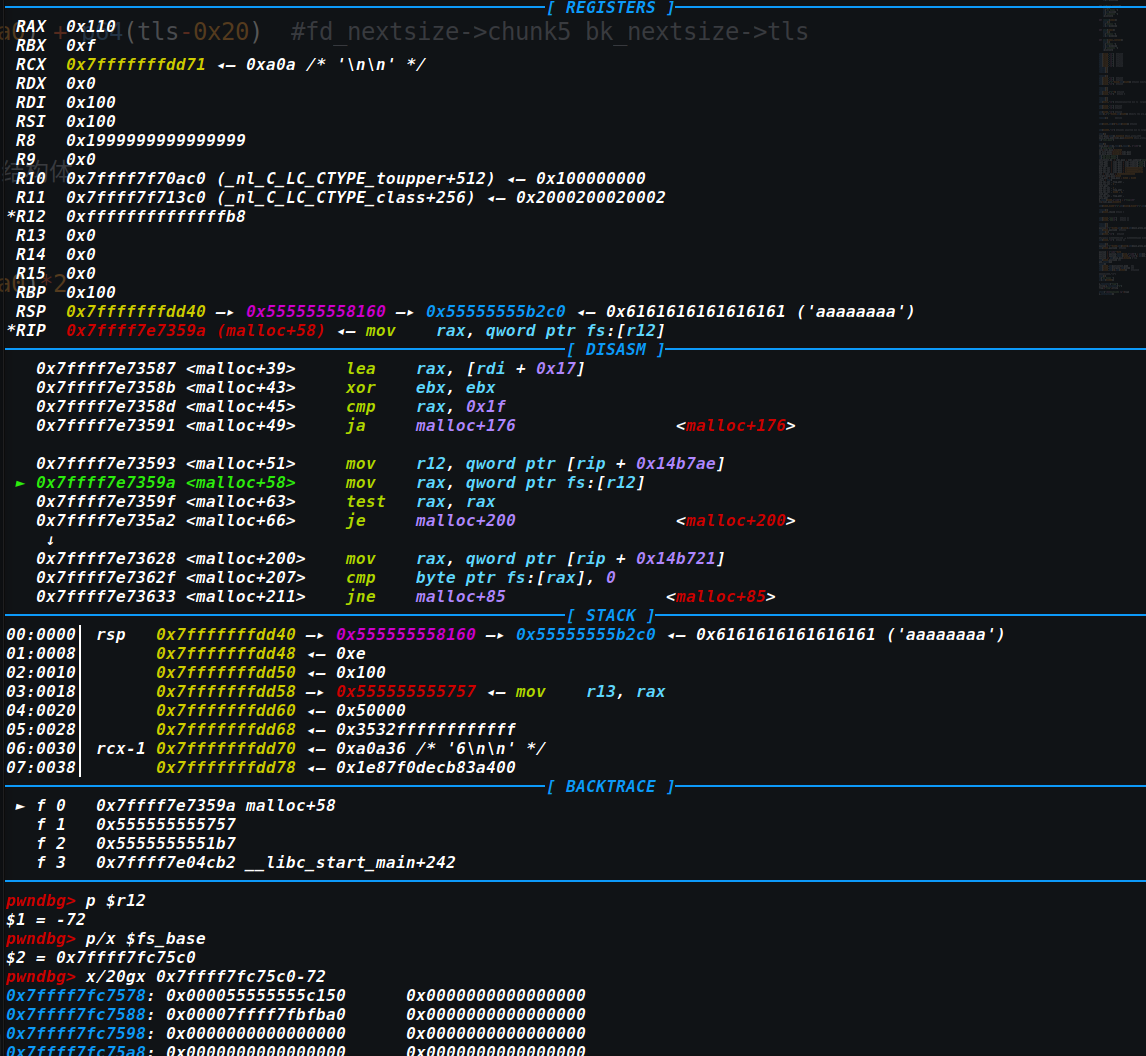 [ REGISTERS ]
RAX 0x110
(tls-0x20) #fd_nextsize->chunk5 bk_nextsize->tls
RBX 0xf
RCX 0x7fffffffdd71 ◂— 0xa0a /* '\n\n' */
RDX 0x0
RDI 0x100
RSI 0x100
R8 0x1999999999999999
R9 0x0
结构体
R10 0x7ffff7f70ac0 (_nl_C_LC_CTYPE_toupper+512) ◂— 0x100000000
R11 0x7ffff7f713c0 (_nl_C_LC_CTYPE_class+256) ◂— 0x2000200020002
*R12 0xffffffffffffffb8
R13 0x0
R14 0x0
R15 0x0
RBP 0x100
RSP 0x7fffffffdd40 —▸ 0x555555558160 —▸ 0x55555555b2c0 ◂— 0x6161616161616161 ('aaaaaaaa')
*RIP 0x7ffff7e7359a (malloc+58) ◂— mov rax, qword ptr fs:[r12]
[ DISASM ]
0x7ffff7e73587 <malloc+39> lea rax, [rdi + 0x17]
0x7ffff7e7358b <malloc+43> xor ebx, ebx
0x7ffff7e7358d <malloc+45> cmp rax, 0x1f
0x7ffff7e73591 <malloc+49> ja malloc+176 <malloc+176>
0x7ffff7e73593 <malloc+51> mov r12, qword ptr [rip + 0x14b7ae]
► 0x7ffff7e7359a <malloc+58> mov rax, qword ptr fs:[r12]
0x7ffff7e7359f <malloc+63> test rax, rax
0x7ffff7e735a2 <malloc+66> je malloc+200 <malloc+200>
↓
0x7ffff7e73628 <malloc+200> mov rax, qword ptr [rip + 0x14b721]
0x7ffff7e7362f <malloc+207> cmp byte ptr fs:[rax], 0
0x7ffff7e73633 <malloc+211> jne malloc+85 <malloc+85>
[ STACK ]
00:0000│ rsp 0x7fffffffdd40 —▸ 0x555555558160 —▸ 0x55555555b2c0 ◂— 0x6161616161616161 ('aaaaaaaa')
01:0008│ 0x7fffffffdd48 ◂— 0xe
02:0010│ 0x7fffffffdd50 ◂— 0x100
03:0018│ 0x7fffffffdd58 —▸ 0x555555555757 ◂— mov r13, rax
04:0020│ 0x7fffffffdd60 ◂— 0x50000
05:0028│ 0x7fffffffdd68 ◂— 0x3532ffffffffffff
06:0030│ rcx-1 0x7fffffffdd70 ◂— 0xa0a36 /* '6\n\n' */
07:0038│ 0x7fffffffdd78 ◂— 0x1e87f0decb83a400
[ BACKTRACE ]
► f 0 0x7ffff7e7359a malloc+58
f 1 0x555555555757
f 2 0x5555555551b7
f 3 0x7ffff7e04cb2 __libc_start_main+242
pwndbg> p $r12
$1 = -72
pwndbg> p/x $fs_base
$2 = 0x7ffff7fc75c0
pwndbg> x/20gx 0x7ffff7fc75c0-72
0x7ffff7fc7578: 0x000055555555c150 0x0000000000000000
0x7ffff7fc7588: 0x00007ffff7fbfba0 0x0000000000000000
0x7ffff7fc7598: 0x0000000000000000 0x0000000000000000
0x7ffff7fc75a8: 0x0000000000000000 0x0000000000000000